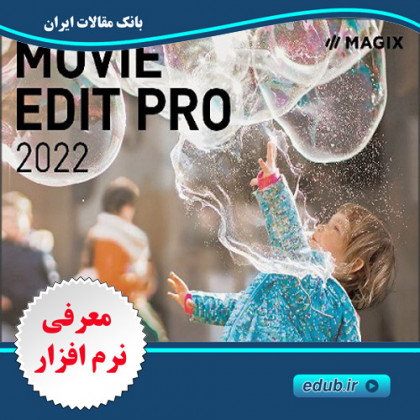 بانک مقالات ایران
MAGIX
MOVIE
EDIT PRO
2022
معرفی
نرم افزار
edub.ir